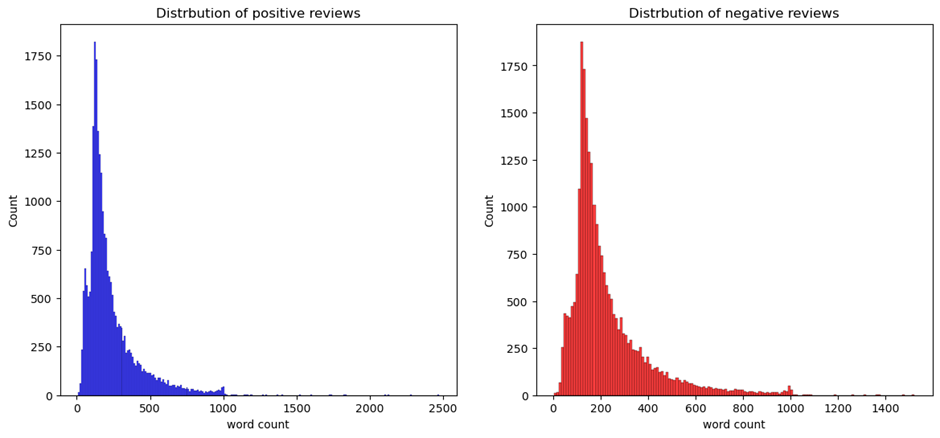 Distrbution of positive reviews
1750
1500
1250
1000
750
500
250
0
Count
0 500 1000 1500 2000 2500
word count
Distrbution of negative reviews
1750
1500
1250
1000
750
500
250
0
Count
0 200 400 600 800 1000 1200 1400
word count